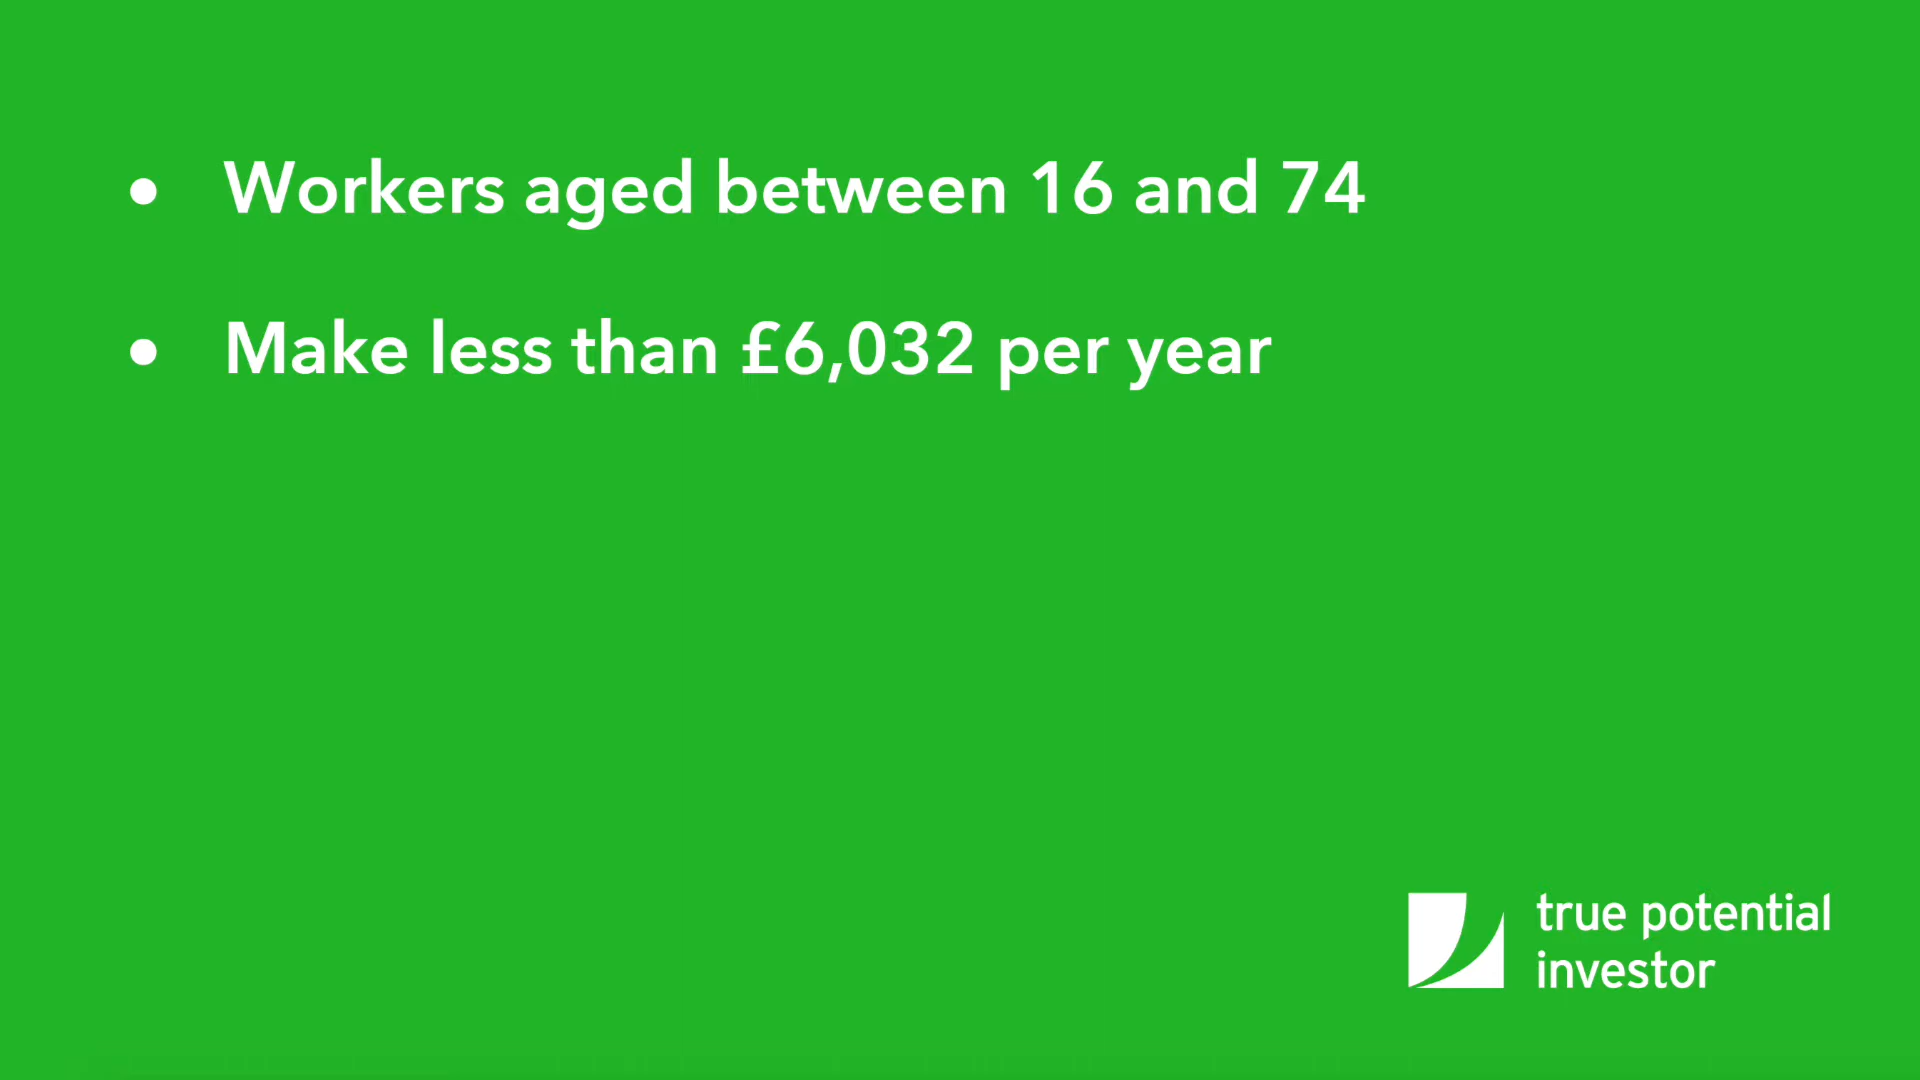 • Workers aged between 16 and 74
• Make less than £6,032 per year
true potential
investor